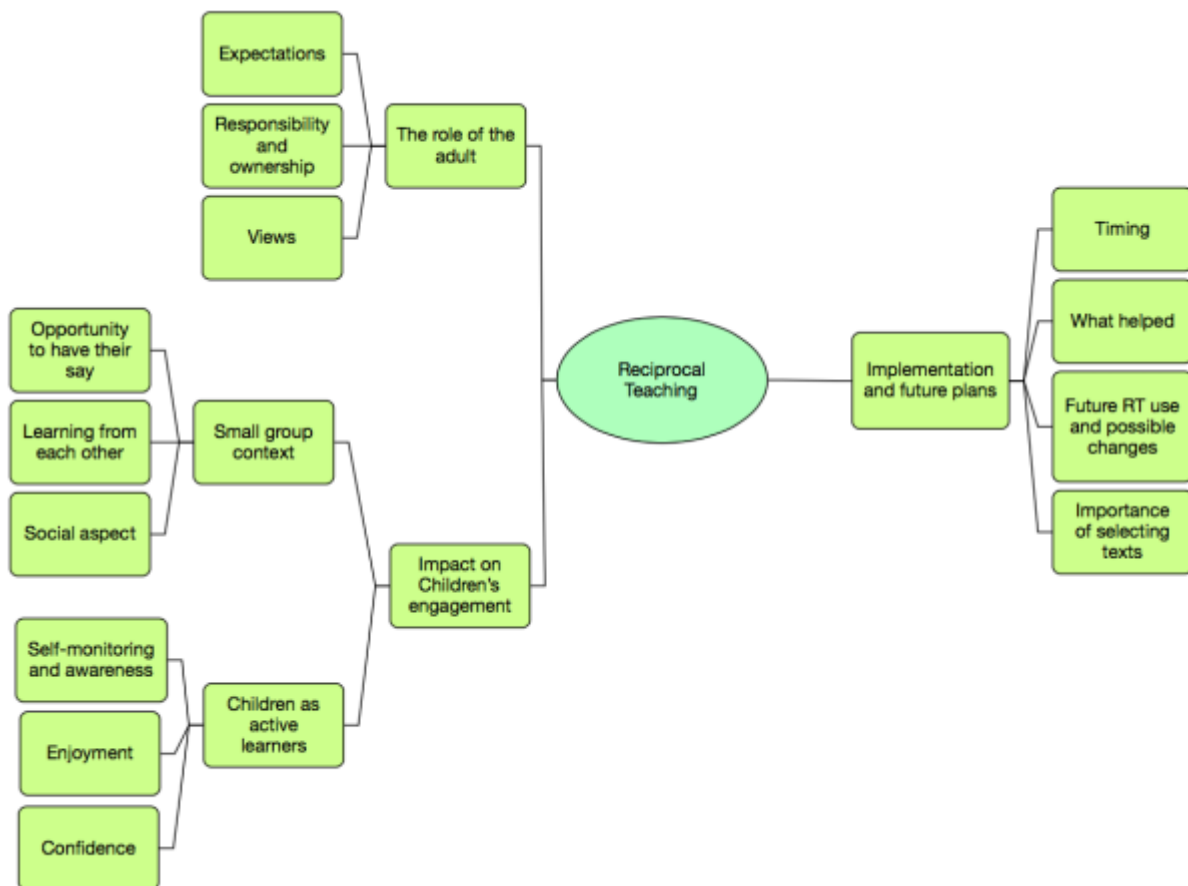 Expectations
Responsibility
and
ownership
Views
The role of the
adult
Opportunity
to have their
say
Learning from
each other
Social aspect
Small group
context
Self-monitoring
and awareness
Enjoyment
Confidence
Children as
active
learners
Impact on
Children's
engagement
Reciprocal
Teaching
Implementation
and future plans
Timing
What helped
Future RT use
and possible
changes
Importance
of selecting
texts